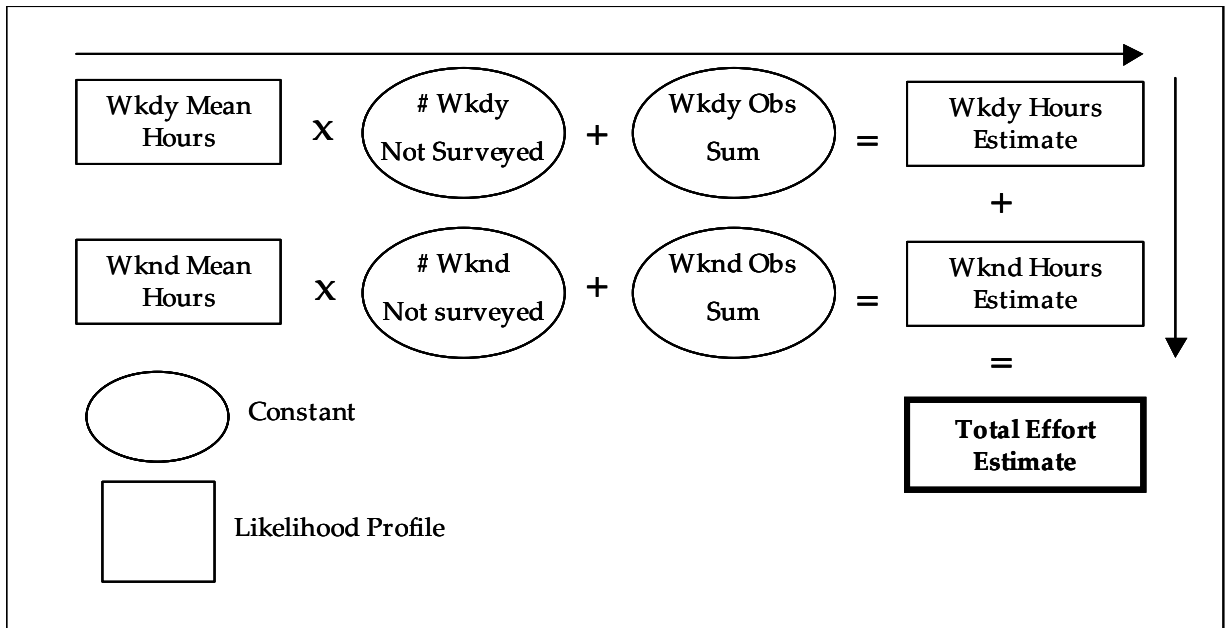 Wkdy Mean
Hours
x
# Wkdy
Not Surveyed
+
Wkdy Obs
Sum
=
Wkdy Hours
Estimate
+
Wknd Mean
Hours
x
# Wknd
Not surveyed
+
Wknd Obs
Sum
=
Wknd Hours
Estimate
=
Constant
Total Effort
Estimate
Likelihood Profile